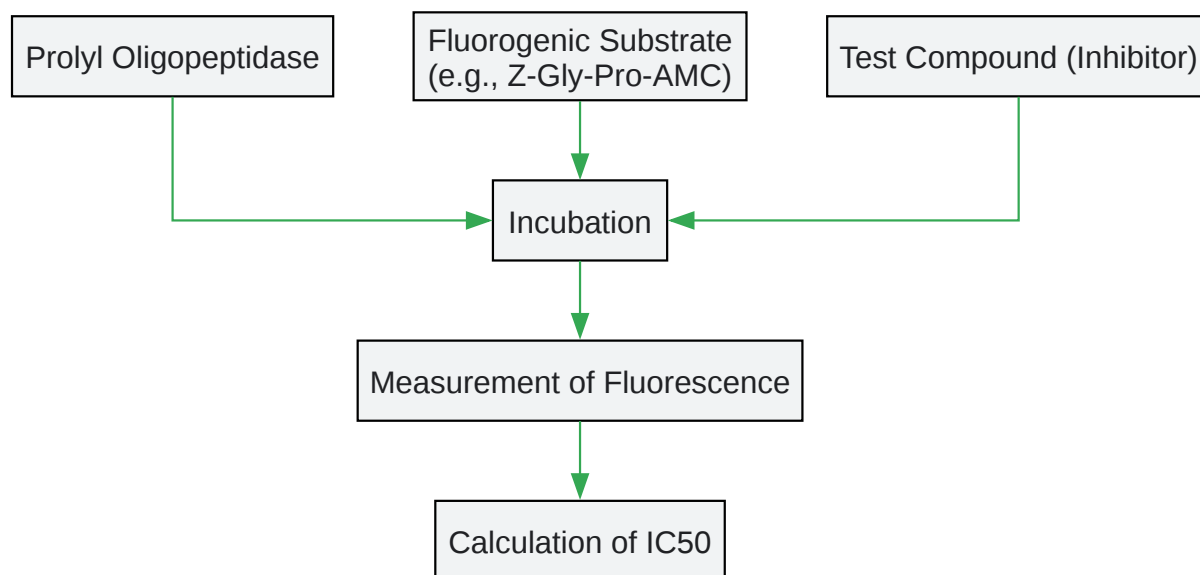 Prolyl Oligopeptidase
Fluorogenic Substrate
(e.g., Z-Gly-Pro-AMC)
Test Compound (Inhibitor)
Incubation
Measurement of Fluorescence
Calculation of IC50